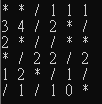 * * / 1 1 1
3 4 / 2 * /
2 * / / * *
* / 2 2 / 2
1 2 * / 1 /
/ 1 / 1 0 *